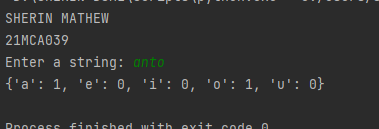 SHERIN MATHEW
21MCA039
Enter a string: anto
{'a': 1, 'e': 0, 'i': 0, 'o': 1, 'u': 0}
Process finished with exit code 0